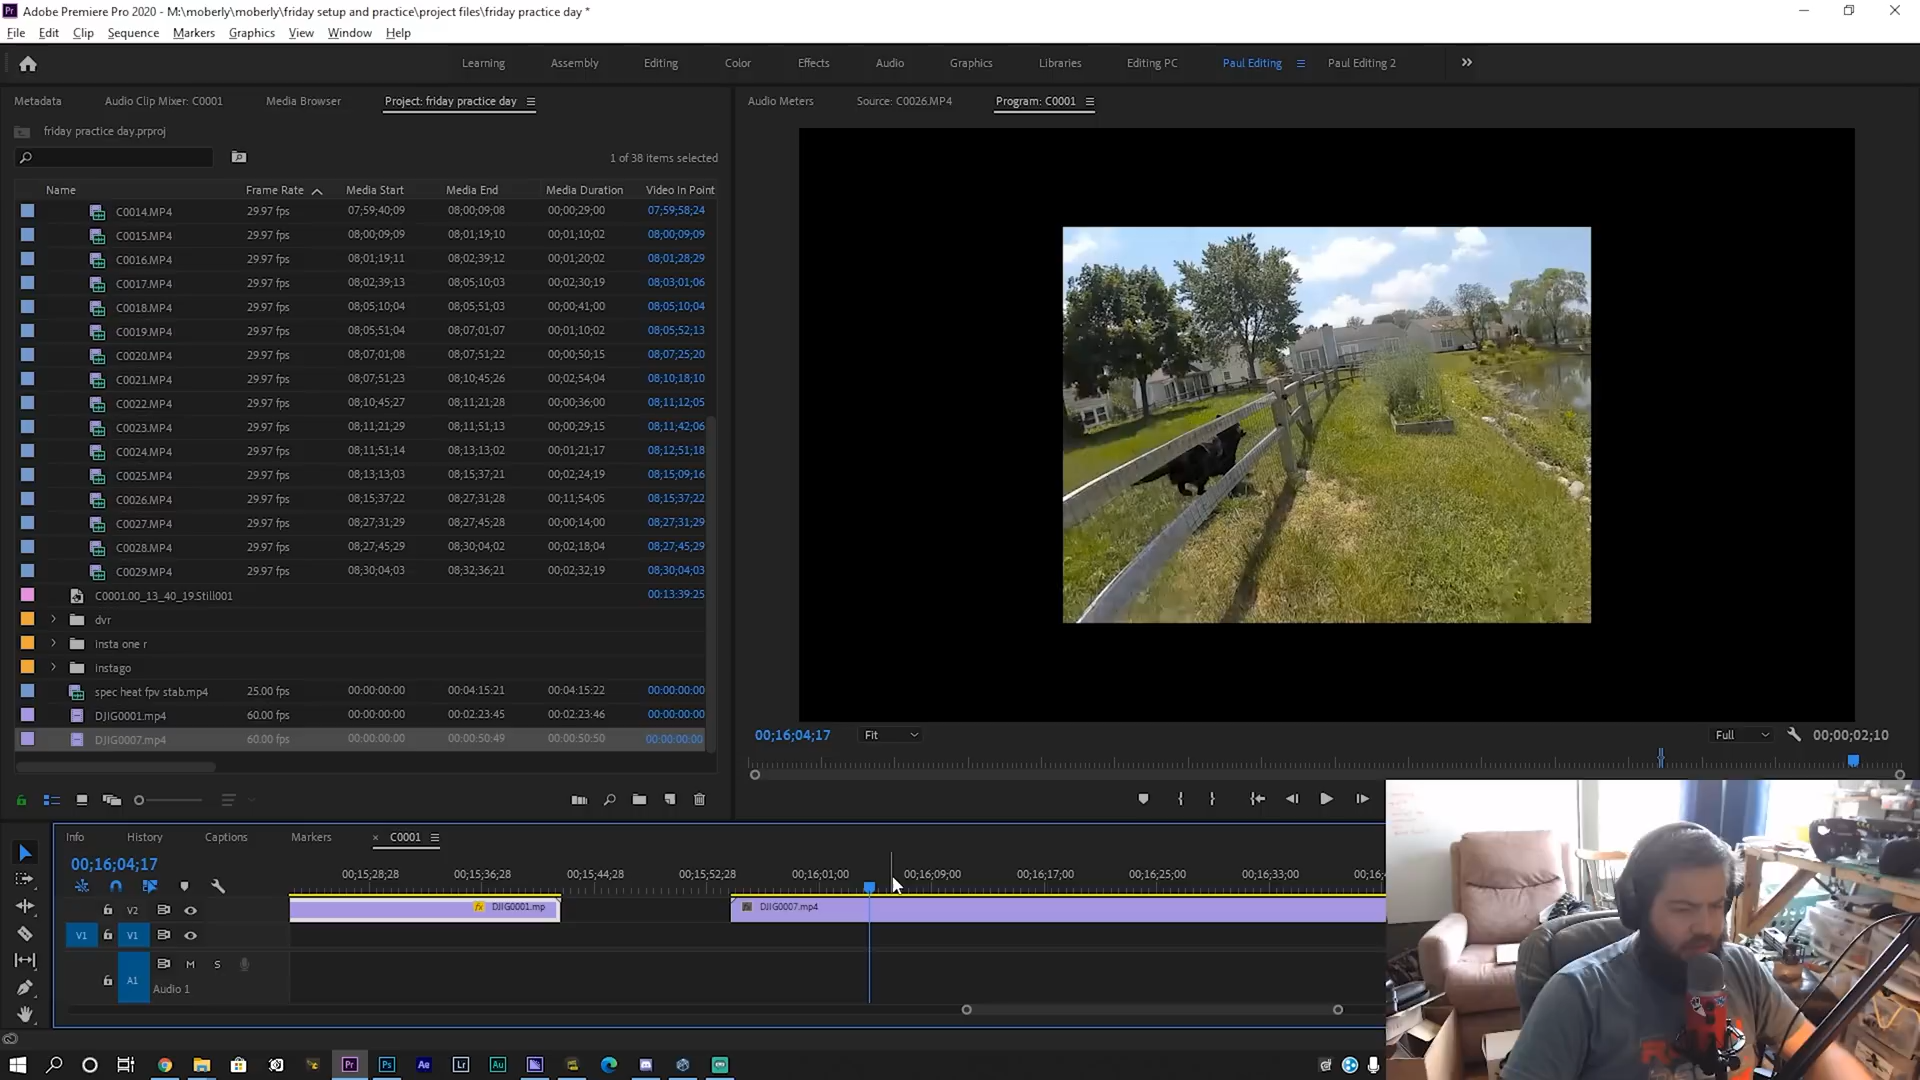 Adobe Premiere Pro 2020 - M:\moberly\moberly\friday setup and practice\project files\friday practice day *
File Edit Clip Sequence Markers Graphics View Window Help
Learning Assembly Editing Color Effects Audio Graphics Libraries Editing PC Paul Editing Paul Editing 2
Metadata Audio Clip Mixer: C0001 Media Browser Project: friday practice day
Audio Meters Source: C0026.MP4 Program: C0001
friday practice day.prproj
1 of 38 items selected
Name Frame Rate Media Start Media End Media Duration Video In Point
C0014.MP4 29.97 fps 07;59;40;09 08;00;09;08 00;00;29;00 07;59;58;24
C0015.MP4 29.97 fps 08;00;09;09 08;01;19;10 00;01;10;02 08;00;09;09
C0016.MP4 29.97 fps 08;01;19;11 08;02;39;12 00;01;20;02 08;01;28;29
C0017.MP4 29.97 fps 08;02;39;13 08;05;10;03 00;02;30;19 08;03;01;06
C0018.MP4 29.97 fps 08;05;10;04 08;05;51;03 00;00;41;00 08;05;10;04
C0019.MP4 29.97 fps 08;05;51;04 08;07;01;07 00;01;10;02 08;05;52;13
C0020.MP4 29.97 fps 08;07;01;08 08;07;51;22 00;00;50;15 08;07;25;20
C0021.MP4 29.97 fps 08;07;51;23 08;10;45;26 00;02;54;04 08;10;18;10
C0022.MP4 29.97 fps 08;10;45;27 08;11;21;28 00;00;36;00 08;11;12;05
C0023.MP4 29.97 fps 08;11;21;29 08;11;51;13 00;00;29;15 08;11;42;06
C0024.MP4 29.97 fps 08;11;51;14 08;13;13;02 00;01;21;17 08;12;51;18
C0025.MP4 29.97 fps 08;13;13;03 08;15;37;21 00;02;24;19 08;15;09;16
C0026.MP4 29.97 fps 08;15;37;22 08;27;31;28 00;11;54;05 08;15;37;22
C0027.MP4 29.97 fps 08;27;31;29 08;27;45;28 00;00;14;00 08;27;31;29
C0028.MP4 29.97 fps 08;27;45;29 08;30;04;02 00;02;18;04 08;27;45;29
C0029.MP4 29.97 fps 08;30;04;03 08;32;36;21 00;02;32;19 08;30;04;03
C0001.00_13_40_19.Still001 00:13:39:25
dvr
insta one r
instago
spec heat fpv stab.mp4 25.00 fps 00:00:00:00 00:04:15:21 00:04:15:22 00:00:00:00
DJIG0001.mp4 60.00 fps 00:00:00:00 00:02:23:45 00:02:23:46 00:00:00:00
DJIG0007.mp4 60.00 fps 00:00:00:00 00:00:50:49 00:00:50:50 00:00:00:00
00;16;04;17 Fit Full 00;00;02;10
Info History Captions Markers × C0001
00;16;04;17
00;15;28;28 00;15;36;28 00;15;44;28 00;15;52;28 00;16;01;00 00;16;09;00 00;16;17;00 00;16;25;00 00;16;33;00 00;16;4
V2 fx DJIG0001.mp DJIG0007.mp4
V1 V1
A1 M S
Audio 1
Pr Ps Ae Lr Au